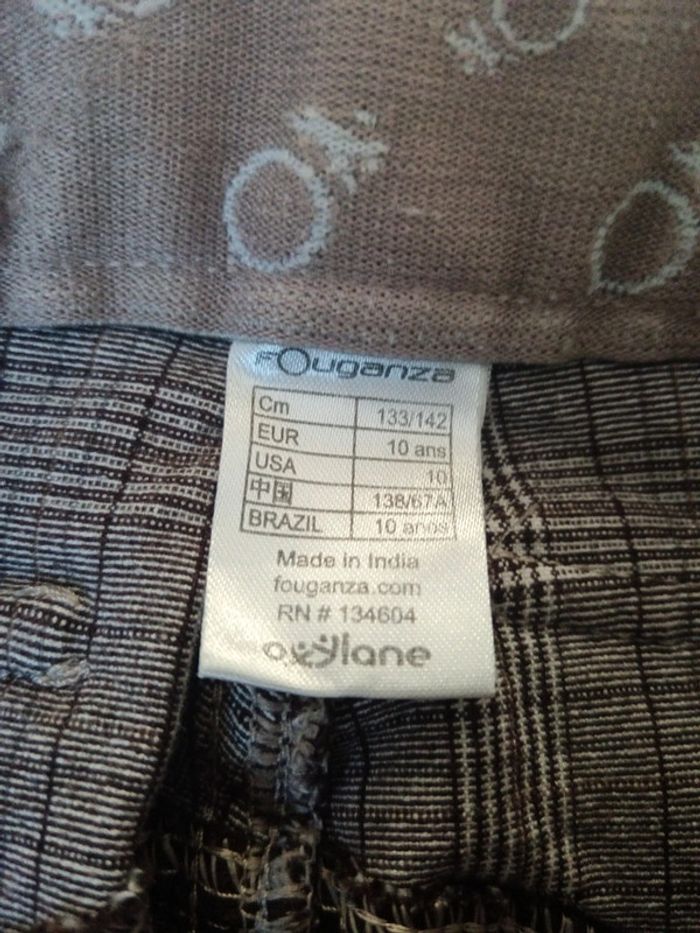 fOuganza
Cm 133/142
EUR 10 ans
USA 10
中国 138/67A
BRAZIL 10 anos
Made in India
fouganza.com
RN # 134604
oxylane